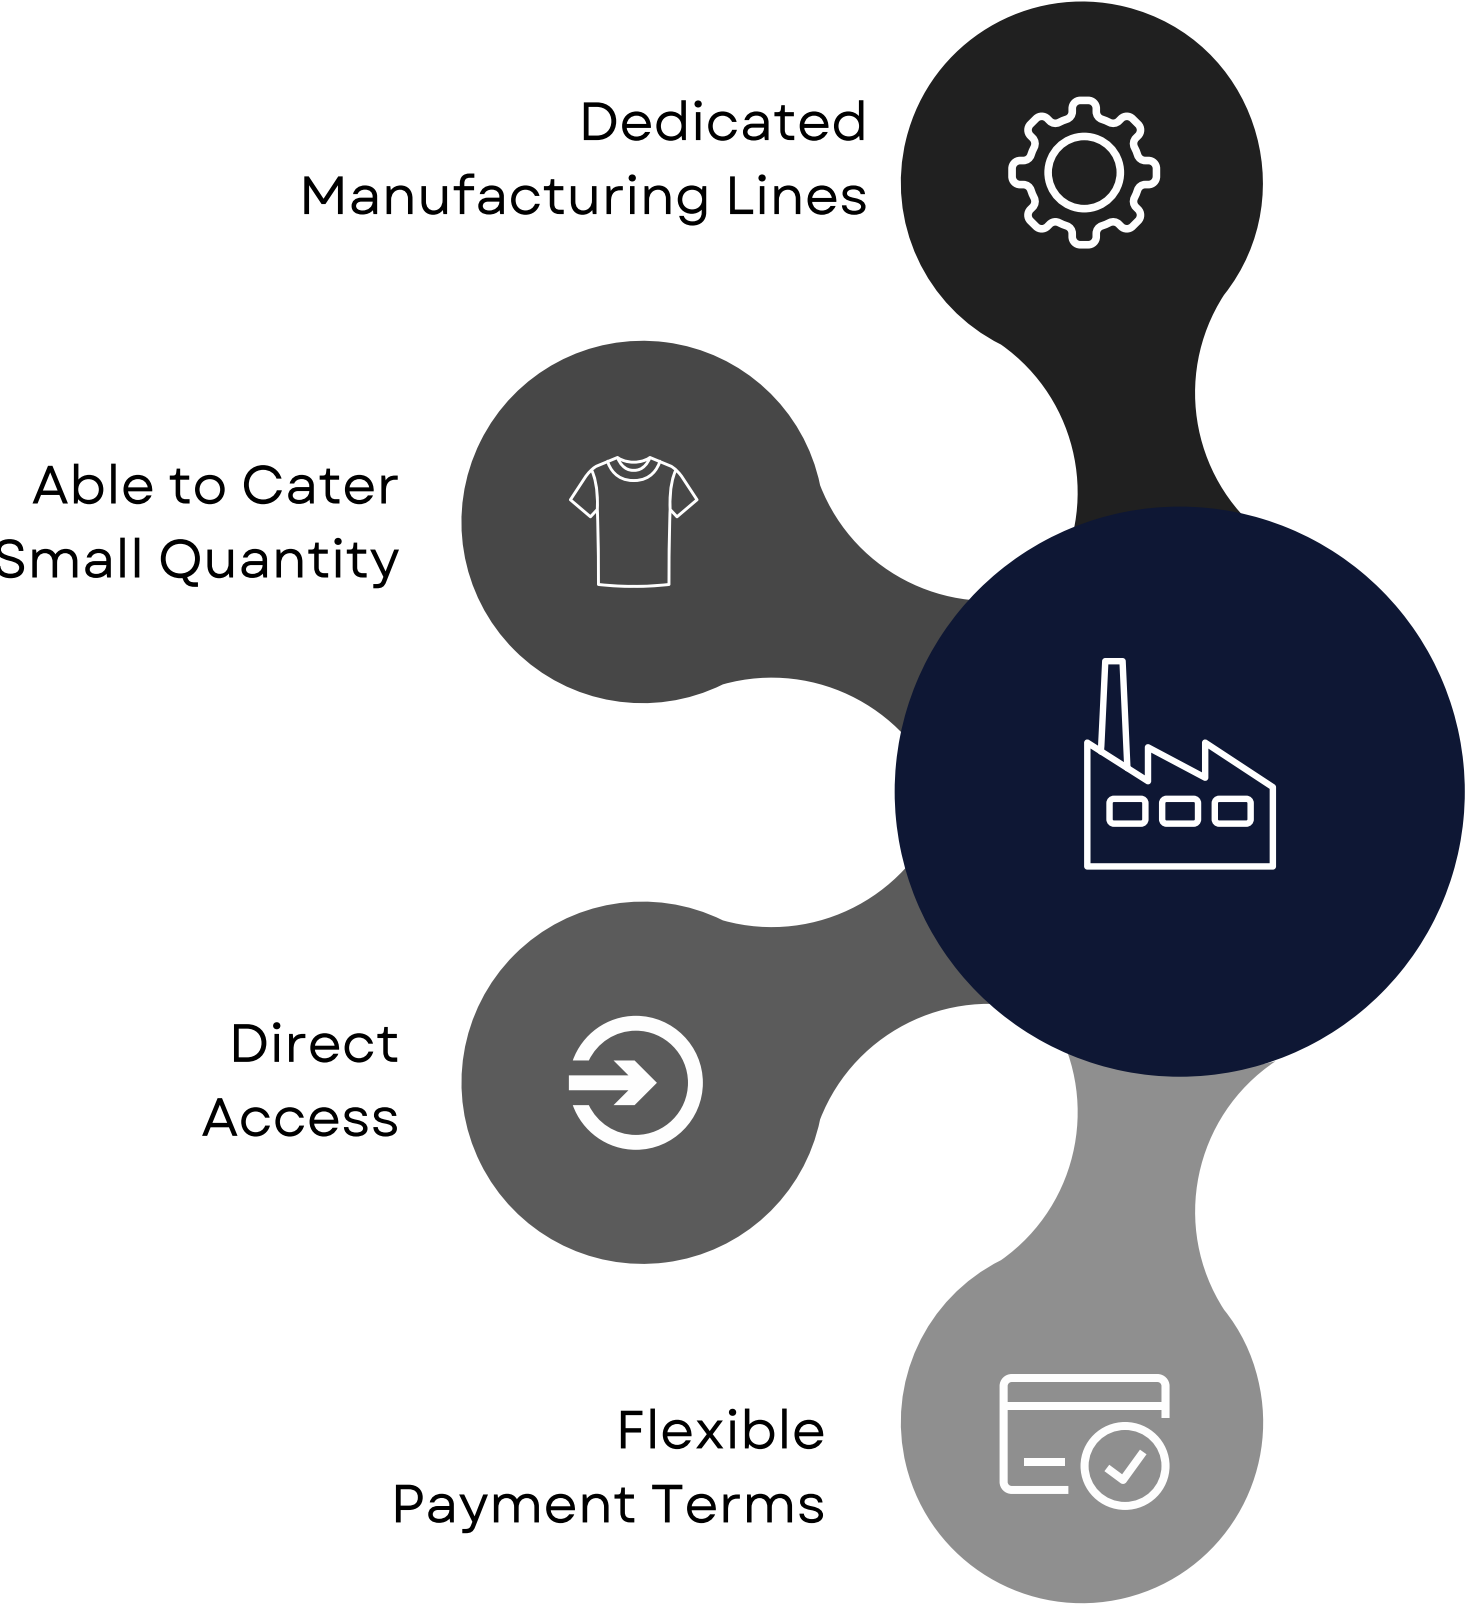 Dedicated
Manufacturing Lines
Able to Cater
Small Quantity
Direct
Access
Flexible
Payment Terms